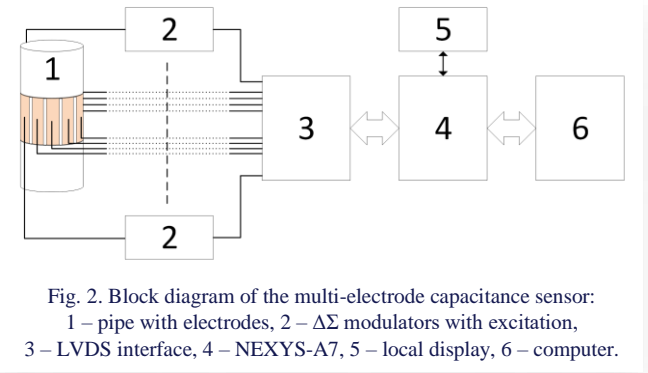 2
5
1
3
4
6
2
Fig. 2. Block diagram of the multi-electrode capacitance sensor:
1 – pipe with electrodes, 2 – ΔΣ modulators with excitation,
3 – LVDS interface, 4 – NEXYS-A7, 5 – local display, 6 – computer.